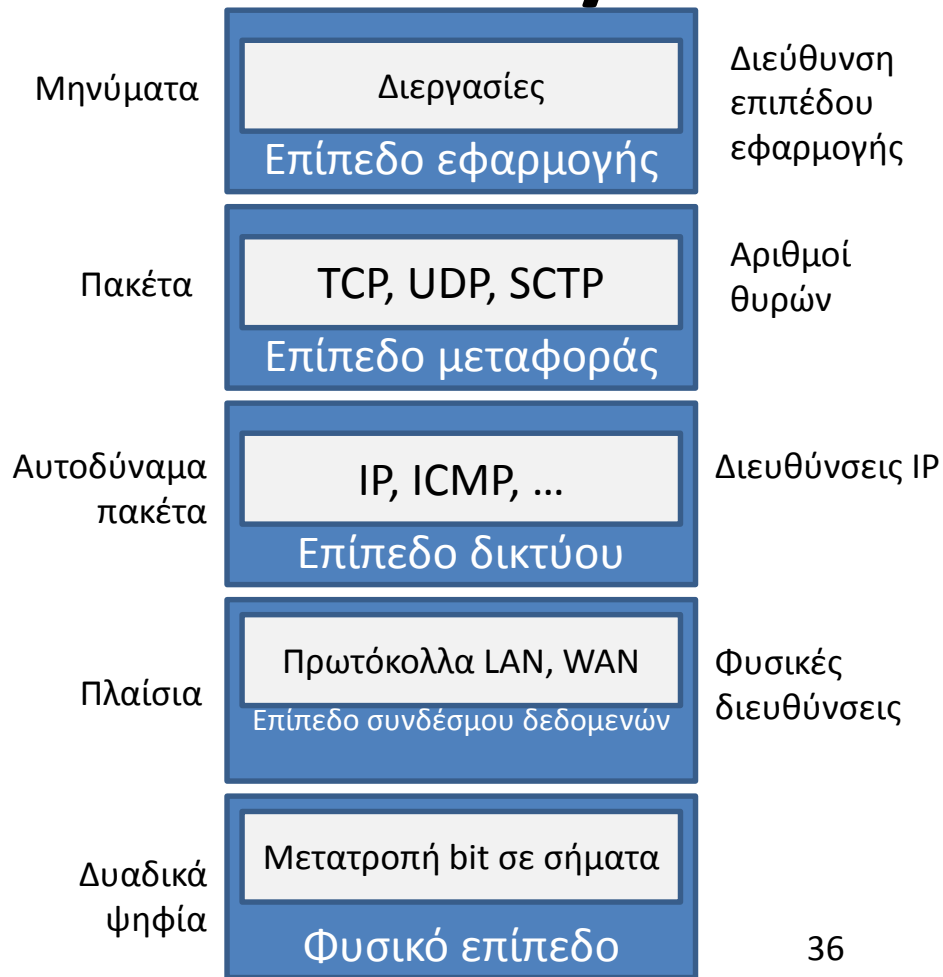 Μηνύματα
Διεργασίες
Επίπεδο εφαρμογής
Διεύθυνση
επιπέδου
εφαρμογής
Πακέτα
TCP, UDP, SCTP
Επίπεδο μεταφοράς
Αριθμοί
θυρών
Αυτοδύναμα
πακέτα
IP, ICMP, ...
Επίπεδο δικτύου
Διευθύνσεις IP
Πλαίσια
Πρωτόκολλα LAN, WAN
Επίπεδο συνδέσμου δεδομενών
Φυσικές
διευθύνσεις
Δυαδικά
ψηφία
Μετατροπή bit σε σήματα
Φυσικό επίπεδο
36